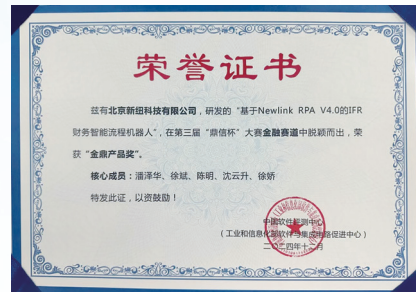 荣誉证书
兹有北京新纽科技有限公司，研发的“基于Newlink RPA V4.0的IFR
财务智能流程机器人”，在第三届“鼎信杯”大赛金融赛道中脱颖而出，荣
获“金鼎产品奖”。
核心成员：潘泽华、徐斌、陈明、沈云升、徐娇
特发此证，以资鼓励！
中国软件评测中心
（工业和信息化部软件与集成电路促进中心）
二〇二四年十二月